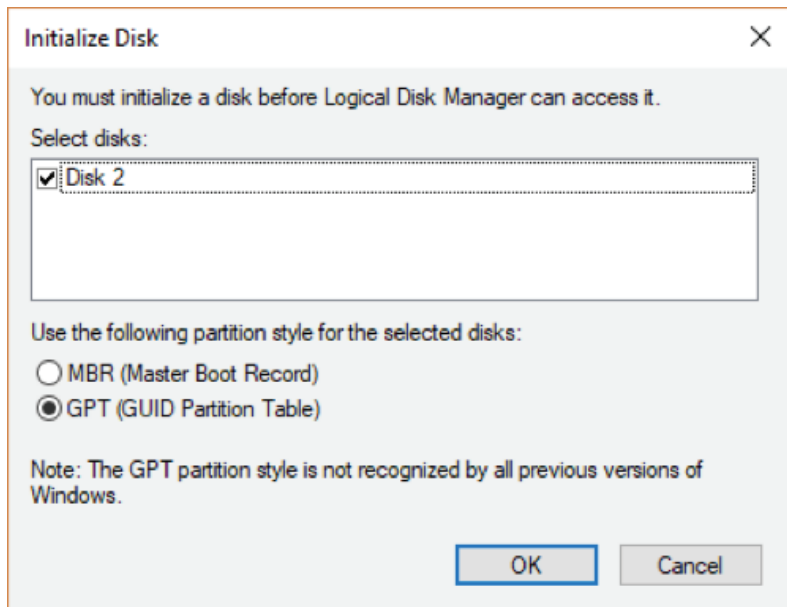 Initialize Disk
You must initialize a disk before Logical Disk Manager can access it.
Select disks:
Disk 2
Use the following partition style for the selected disks:
MBR (Master Boot Record)
GPT (GUID Partition Table)
Note: The GPT partition style is not recognized by all previous versions of
Windows.
OK
Cancel